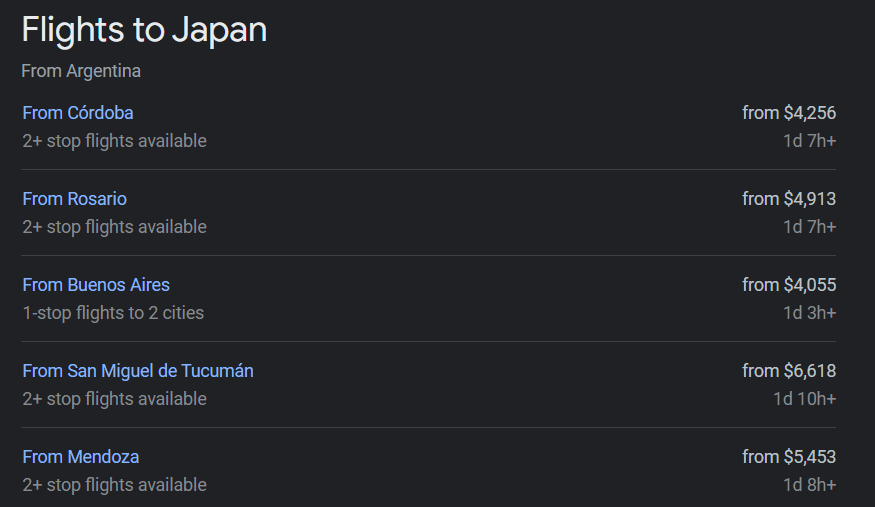 Flights to Japan
From Argentina
From Córdoba from $4,256
2+ stop flights available 1d 7h+
From Rosario from $4,913
2+ stop flights available 1d 7h+
From Buenos Aires from $4,055
1-stop flights to 2 cities 1d 3h+
From San Miguel de Tucumán from $6,618
2+ stop flights available 1d 10h+
From Mendoza from $5,453
2+ stop flights available 1d 8h+